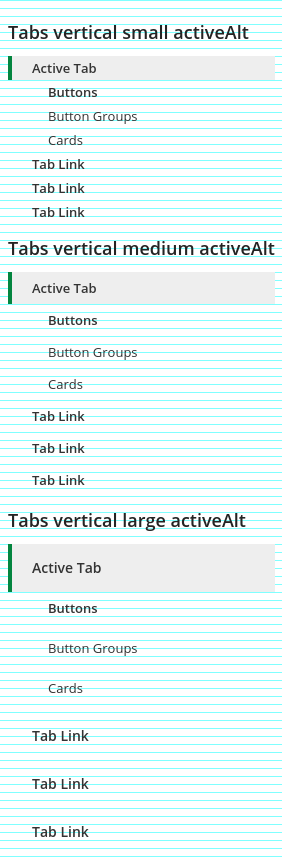 Tabs vertical small activeAlt
Active Tab
Buttons
Button Groups
Cards
Tab Link
Tab Link
Tab Link
Tabs vertical medium activeAlt
Active Tab
Buttons
Button Groups
Cards
Tab Link
Tab Link
Tab Link
Tabs vertical large activeAlt
Active Tab
Buttons
Button Groups
Cards
Tab Link
Tab Link
Tab Link